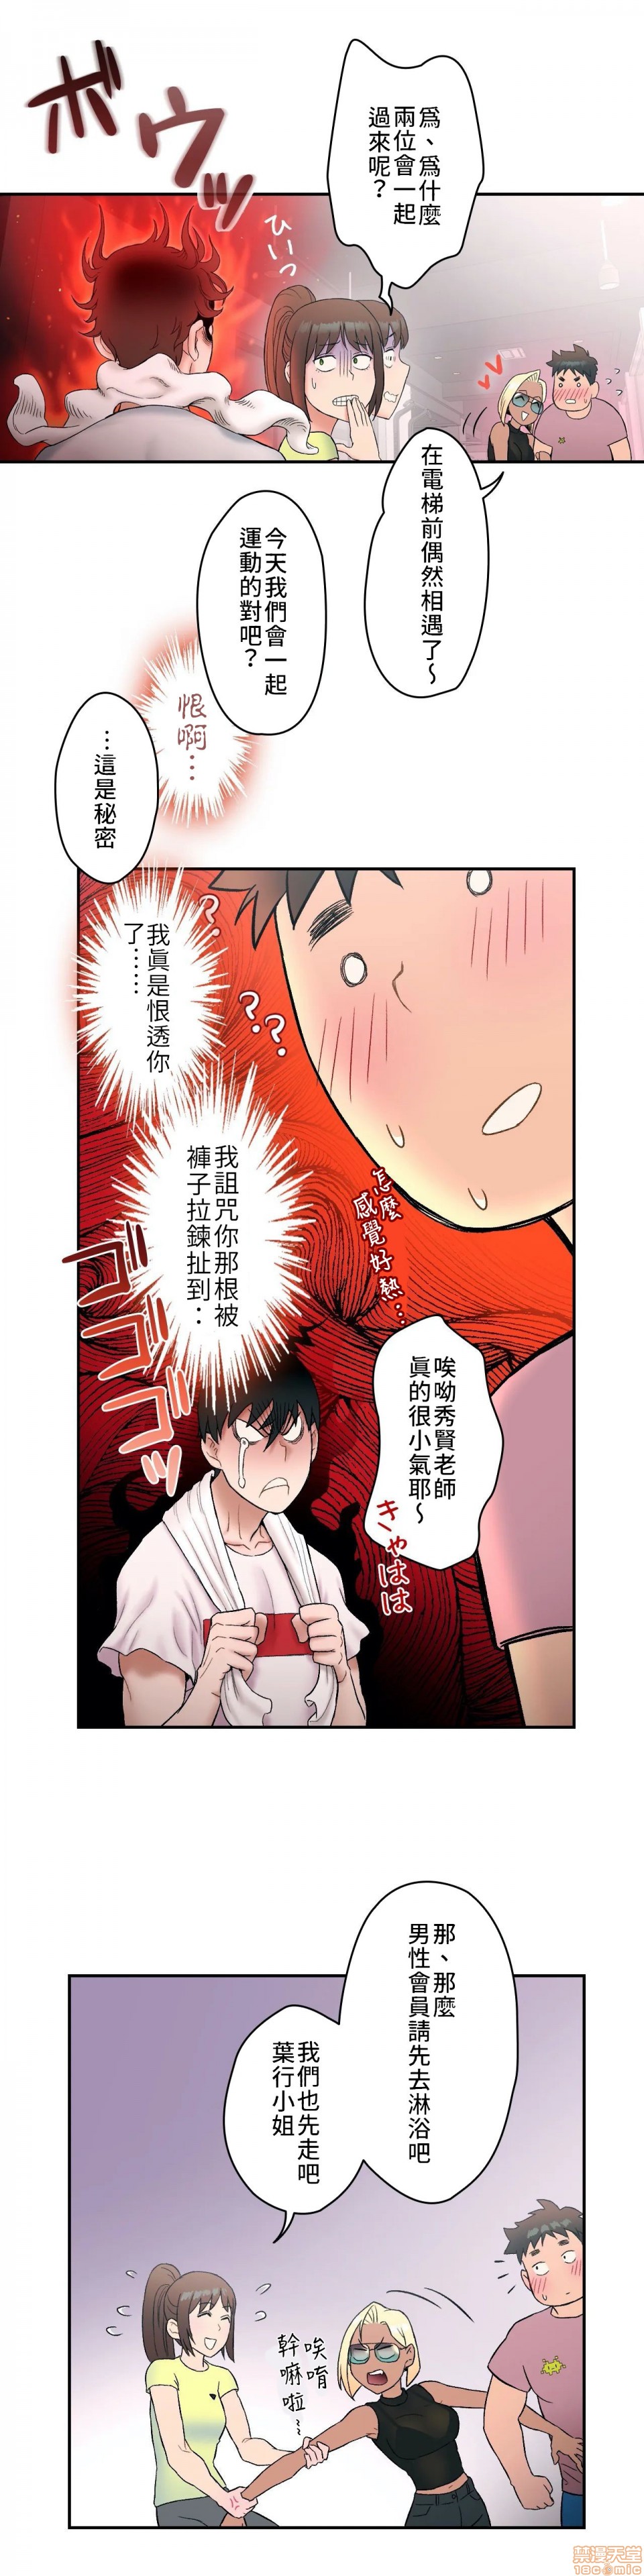 ボウッ
爲、爲什麼
兩位會一起
過來呢？
ひいっ
在電梯前偶然相遇了～
今天我們會一起
運動的對吧？
恨啊…
…這是秘密
？
？？
我眞是恨透你
了……
我詛咒你那根被
褲子拉鍊扯到：
怎麼
感覺好熱…
ゴゴゴゴ
唉呦秀賢老師
眞的很小氣耶～
きゃはは
那、那麼
男性會員請先去淋浴吧
我們也先走吧
葉行小姐
唉唷
幹嘛啦～
禁漫天堂
18comic